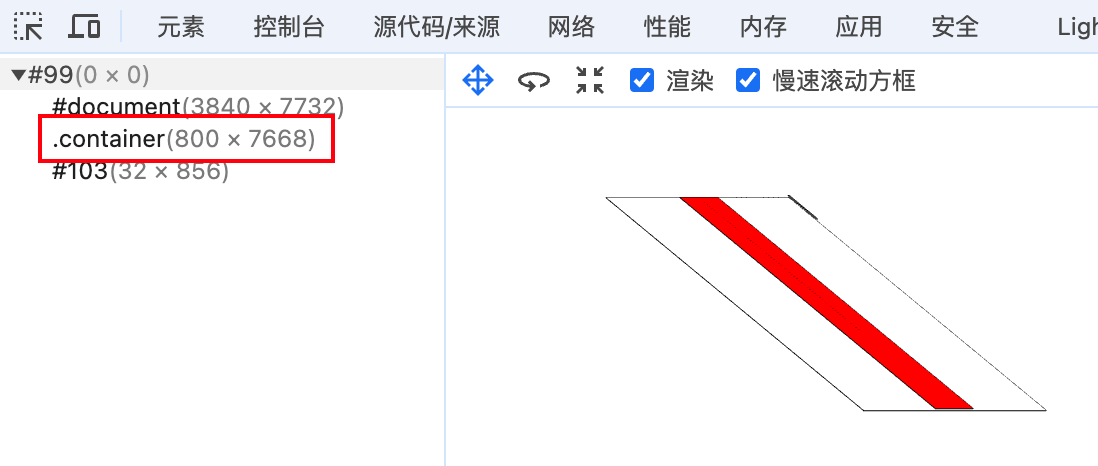 元素 控制台 源代码/来源 网络 性能 内存 应用 安全 Ligh
▼#99(0 × 0)
渲染 慢速滚动方框
#document(3840 × 7732)
.container(800 × 7668)
#103(32 × 856)